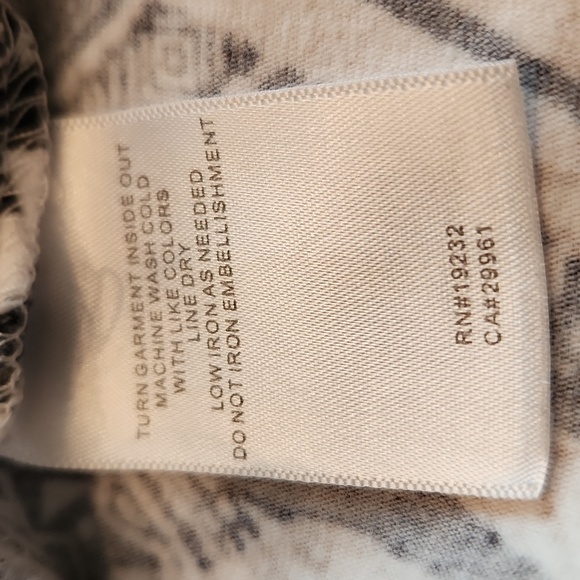 TURN GARMENT INSIDE OUT
MACHINE WASH COLD
WITH LIKE COLORS
LINE DRY
LOW IRON AS NEEDED
DO NOT IRON EMBELLISHMENT
RN#19232
CA#29961